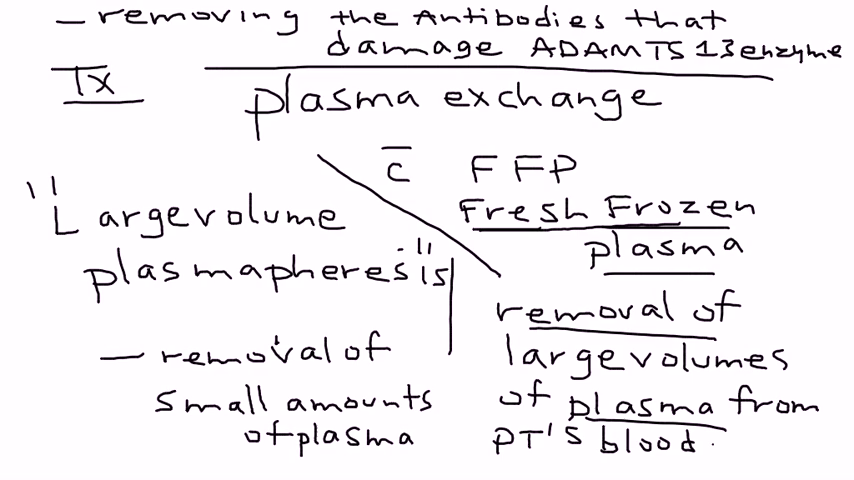 — removing the Antibodies that
damage ADAMTS 13 enzyme
Tx
plasma exchange
c̅ FFP
Fresh Frozen
plasma
"Large volume
plasmapheresis"
— removal of
small amounts
of plasma
removal of
large volumes
of plasma from
PT'S blood.